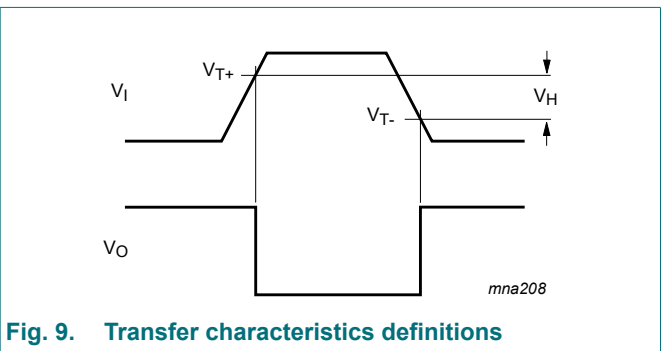 VT+
VI
VH
VT-
VO
mna208
Fig. 9. Transfer characteristics definitions